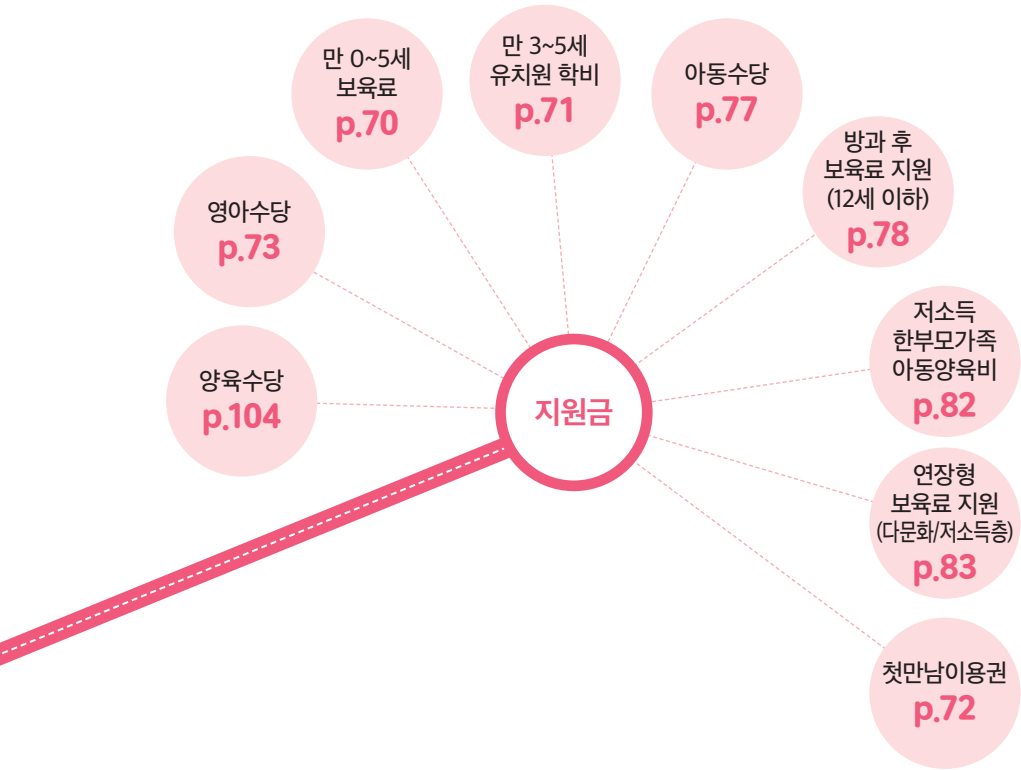 만 0~5세
보육료
p.70
만 3~5세
유치원 학비
p.71
아동수당
p.77
방과 후
보육료 지원
(12세 이하)
p.78
영아수당
p.73
저소득
한부모가족
아동양육비
p.82
양육수당
p.104
지원금
연장형
보육료 지원
(다문화/저소득층)
p.83
첫만남이용권
p.72